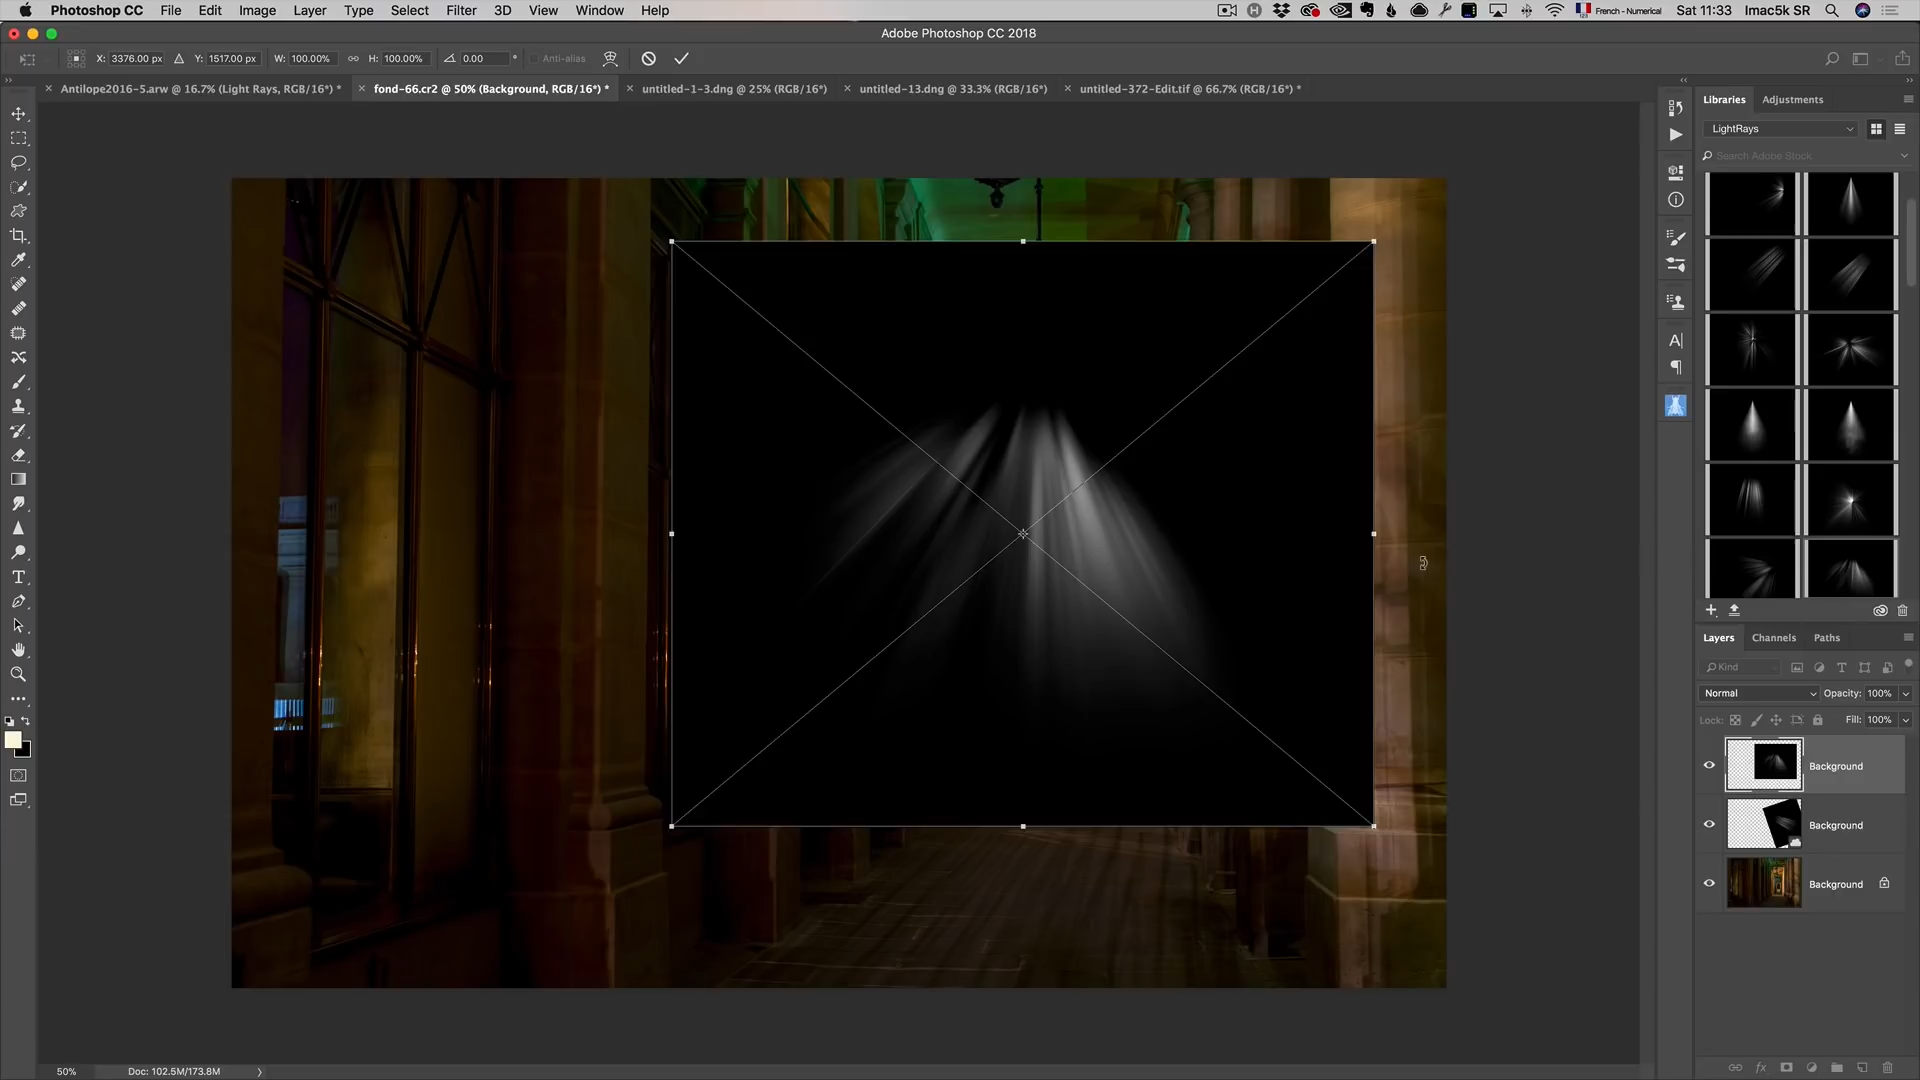 Photoshop CC File Edit Image Layer Type Select Filter 3D View Window Help French - Numerical Sat 11:33 Imac5k SR
Adobe Photoshop CC 2018
X: 3376.00 px Y: 1517.00 px W: 100.00% H: 100.00% 0.00 ° Anti-alias
Antilope2016-5.arw @ 16.7% (Light Rays, RGB/16*) * fond-66.cr2 @ 50% (Background, RGB/16*) * untitled-1-3.dng @ 25% (RGB/16*) untitled-13.dng @ 33.3% (RGB/16*) untitled-372-Edit.tif @ 66.7% (RGB/16*) *
Libraries Adjustments
LightRays
Search Adobe Stock
Layers Channels Paths
Kind
Normal Opacity: 100%
Lock: Fill: 100%
Background
Background
Background
50% Doc: 102.5M/173.8M